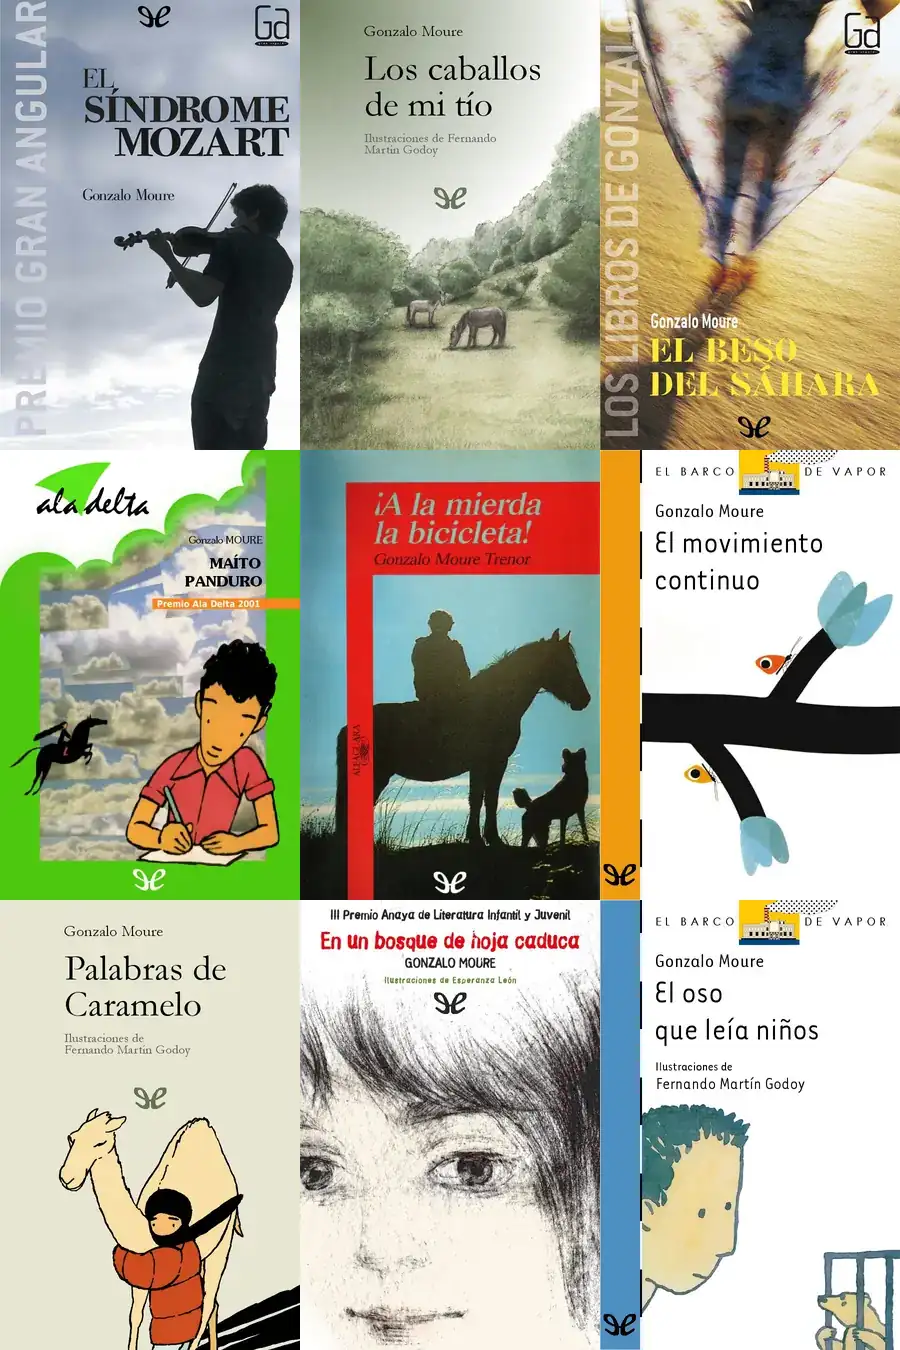 PREMIO GRAN ANGULAR
Gd
EL
SÍNDROME
MOZART
Gonzalo Moure
Gonzalo Moure
Los caballos
de mi tío
Ilustraciones de Fernando
Martín Godoy
LOS LIBROS DE GONZALO
Gd
Gonzalo Moure
EL BESO
DEL SÁHARA
ala delta
Gonzalo MOURE
MAÍTO
PANDURO
Premio Ala Delta 2001
¡A la mierda
la bicicleta!
Gonzalo Moure Trenor
ALFAGUARA
EL BARCO DE VAPOR
Gonzalo Moure
El movimiento
continuo
Gonzalo Moure
Palabras de
Caramelo
Ilustraciones de
Fernando Martín Godoy
III Premio Anaya de Literatura Infantil y Juvenil
En un bosque de hoja caduca
GONZALO MOURE
Ilustraciones de Esperanza León
EL BARCO DE VAPOR
Gonzalo Moure
El oso
que leía niños
Ilustraciones de
Fernando Martín Godoy